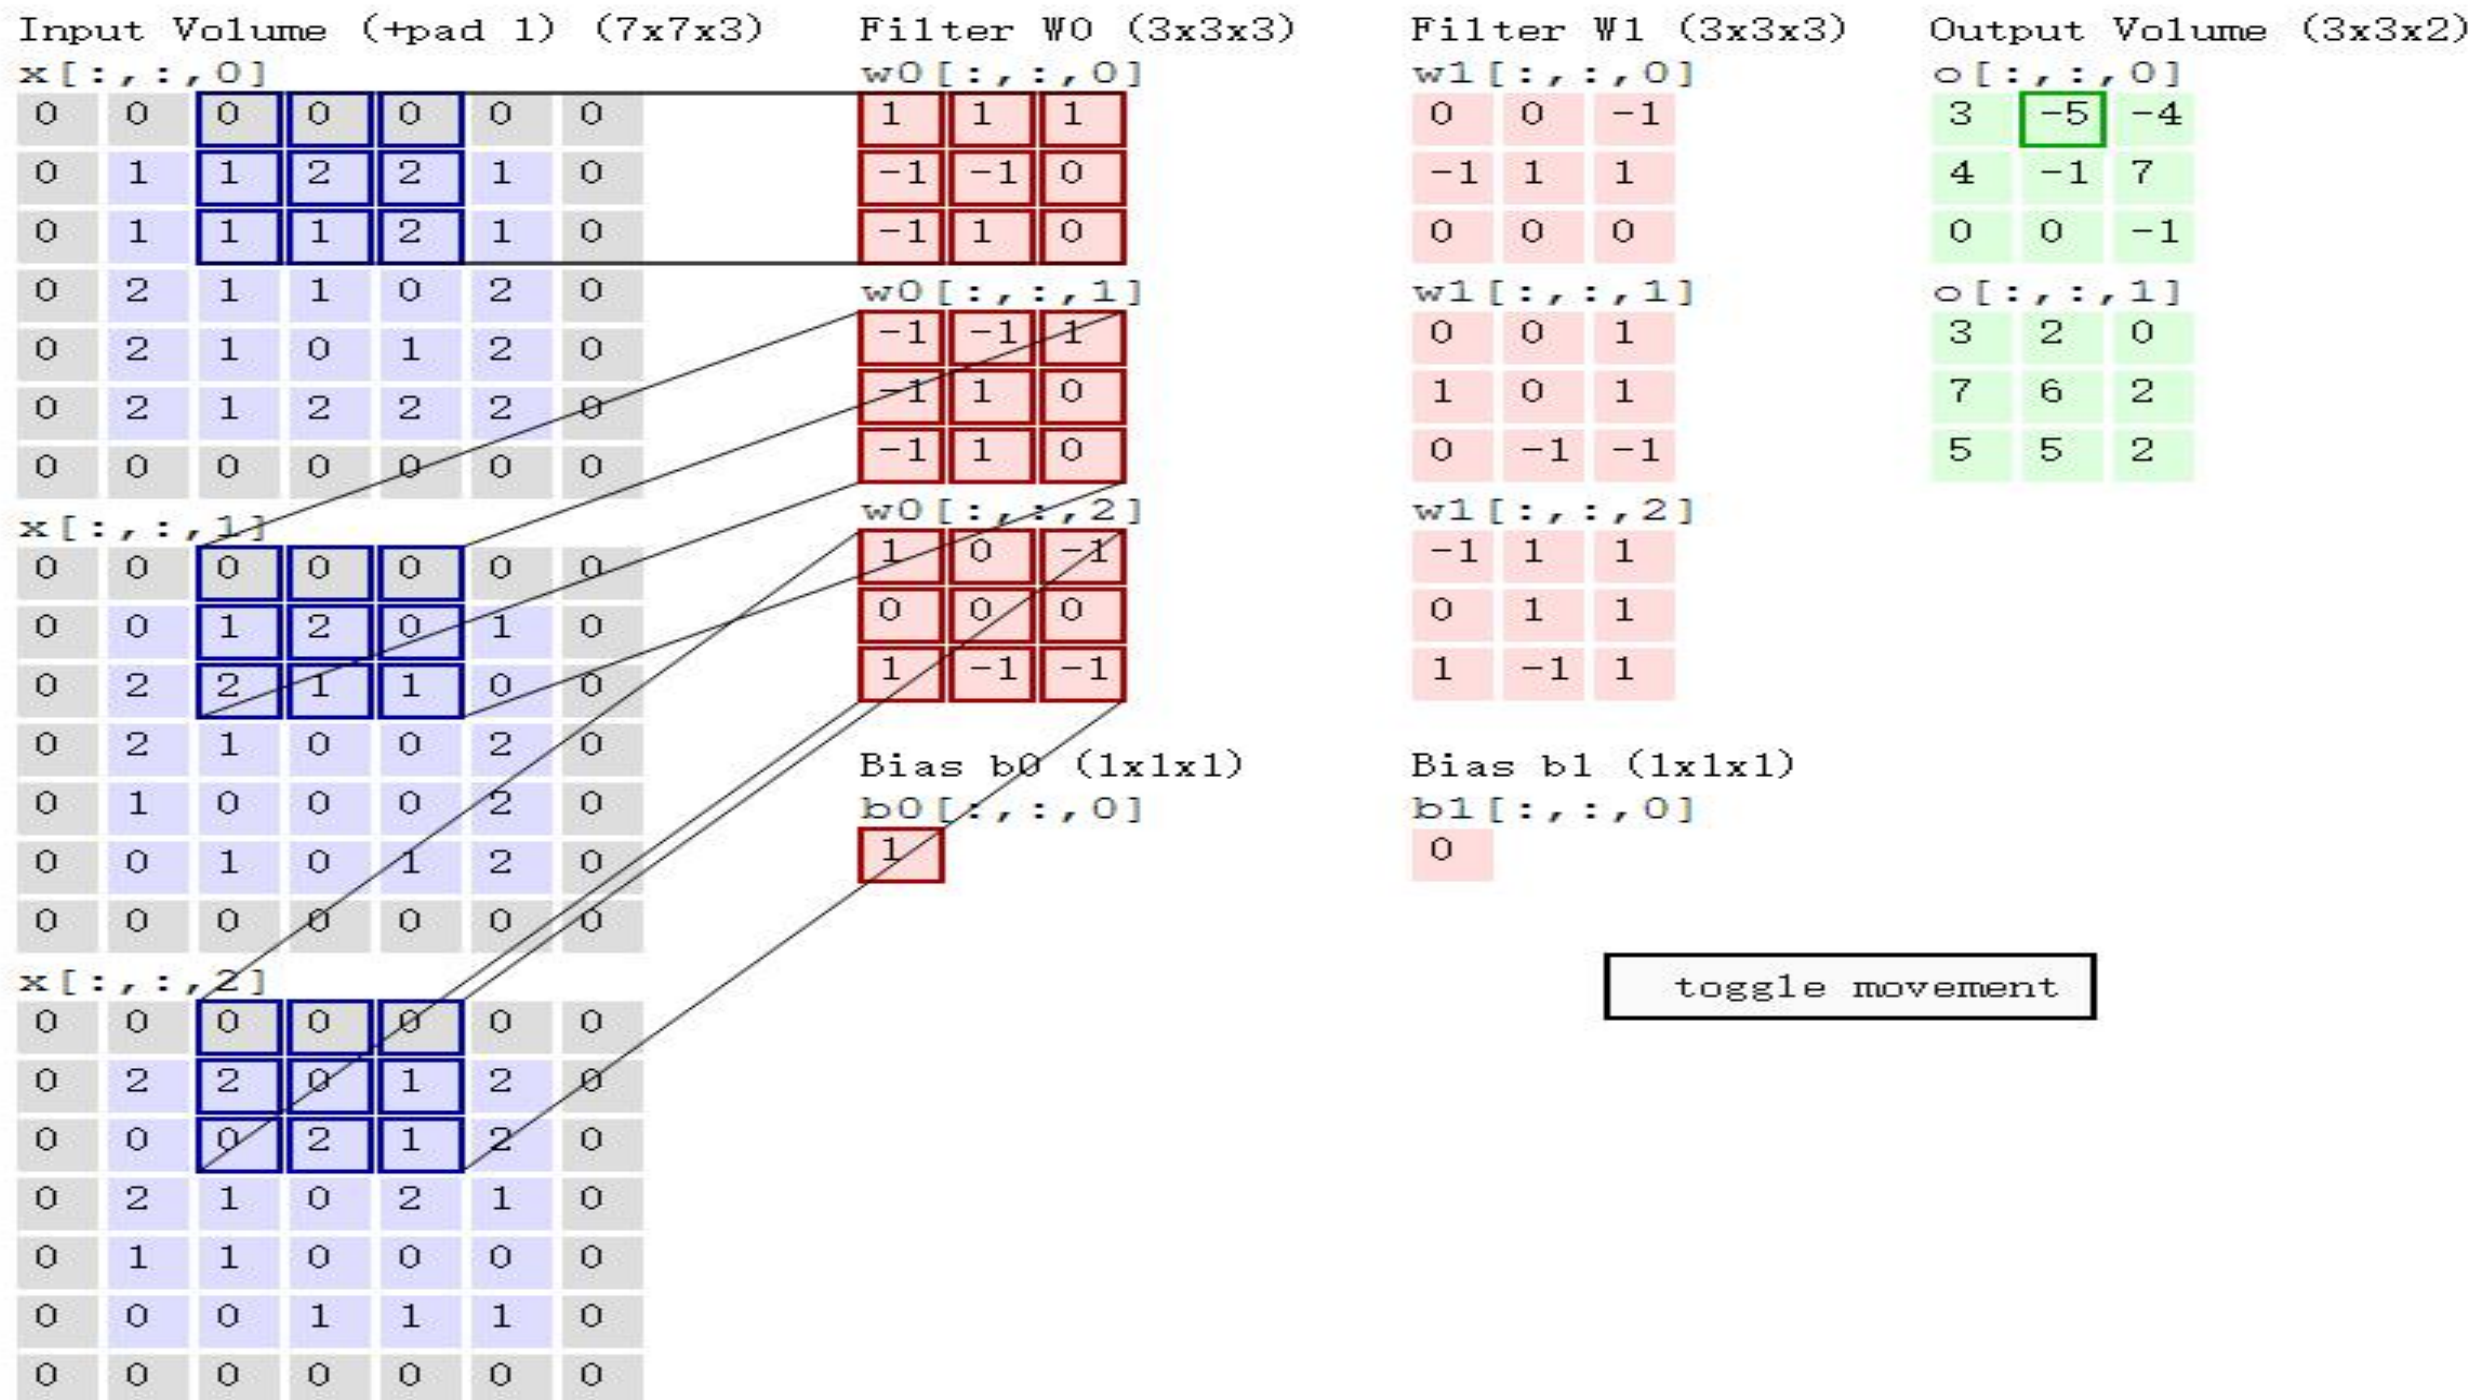 Input Volume (+pad 1) (7x7x3)
x[:,:,0]
0 0 0 0 0 0 0
0 1 1 2 2 1 0
0 1 1 1 2 1 0
0 2 1 1 0 2 0
0 2 1 0 1 2 0
0 2 1 2 2 2 0
0 0 0 0 0 0 0
x[:,:,1]
0 0 0 0 0 0 0
0 0 1 2 0 1 0
0 2 2 1 1 0 0
0 2 1 0 0 2 0
0 1 0 0 0 2 0
0 0 1 0 1 2 0
0 0 0 0 0 0 0
x[:,:,2]
0 0 0 0 0 0 0
0 2 2 0 1 2 0
0 0 0 2 1 2 0
0 2 1 0 2 1 0
0 1 1 0 0 0 0
0 0 0 1 1 1 0
0 0 0 0 0 0 0
Filter W0 (3x3x3)
w0[:,:,0]
1 1 1
-1 -1 0
-1 1 0
w0[:,:,1]
-1 -1 1
-1 1 0
-1 1 0
w0[:,:,2]
1 0 -1
0 0 0
1 -1 -1
Bias b0 (1x1x1)
b0[:,:,0]
1
Filter W1 (3x3x3)
w1[:,:,0]
0 0 -1
-1 1 1
0 0 0
w1[:,:,1]
0 0 1
1 0 1
0 -1 -1
w1[:,:,2]
-1 1 1
0 1 1
1 -1 1
Bias b1 (1x1x1)
b1[:,:,0]
0
Output Volume (3x3x2)
o[:,:,0]
3 -5 -4
4 -1 7
0 0 -1
o[:,:,1]
3 2 0
7 6 2
5 5 2
toggle movement